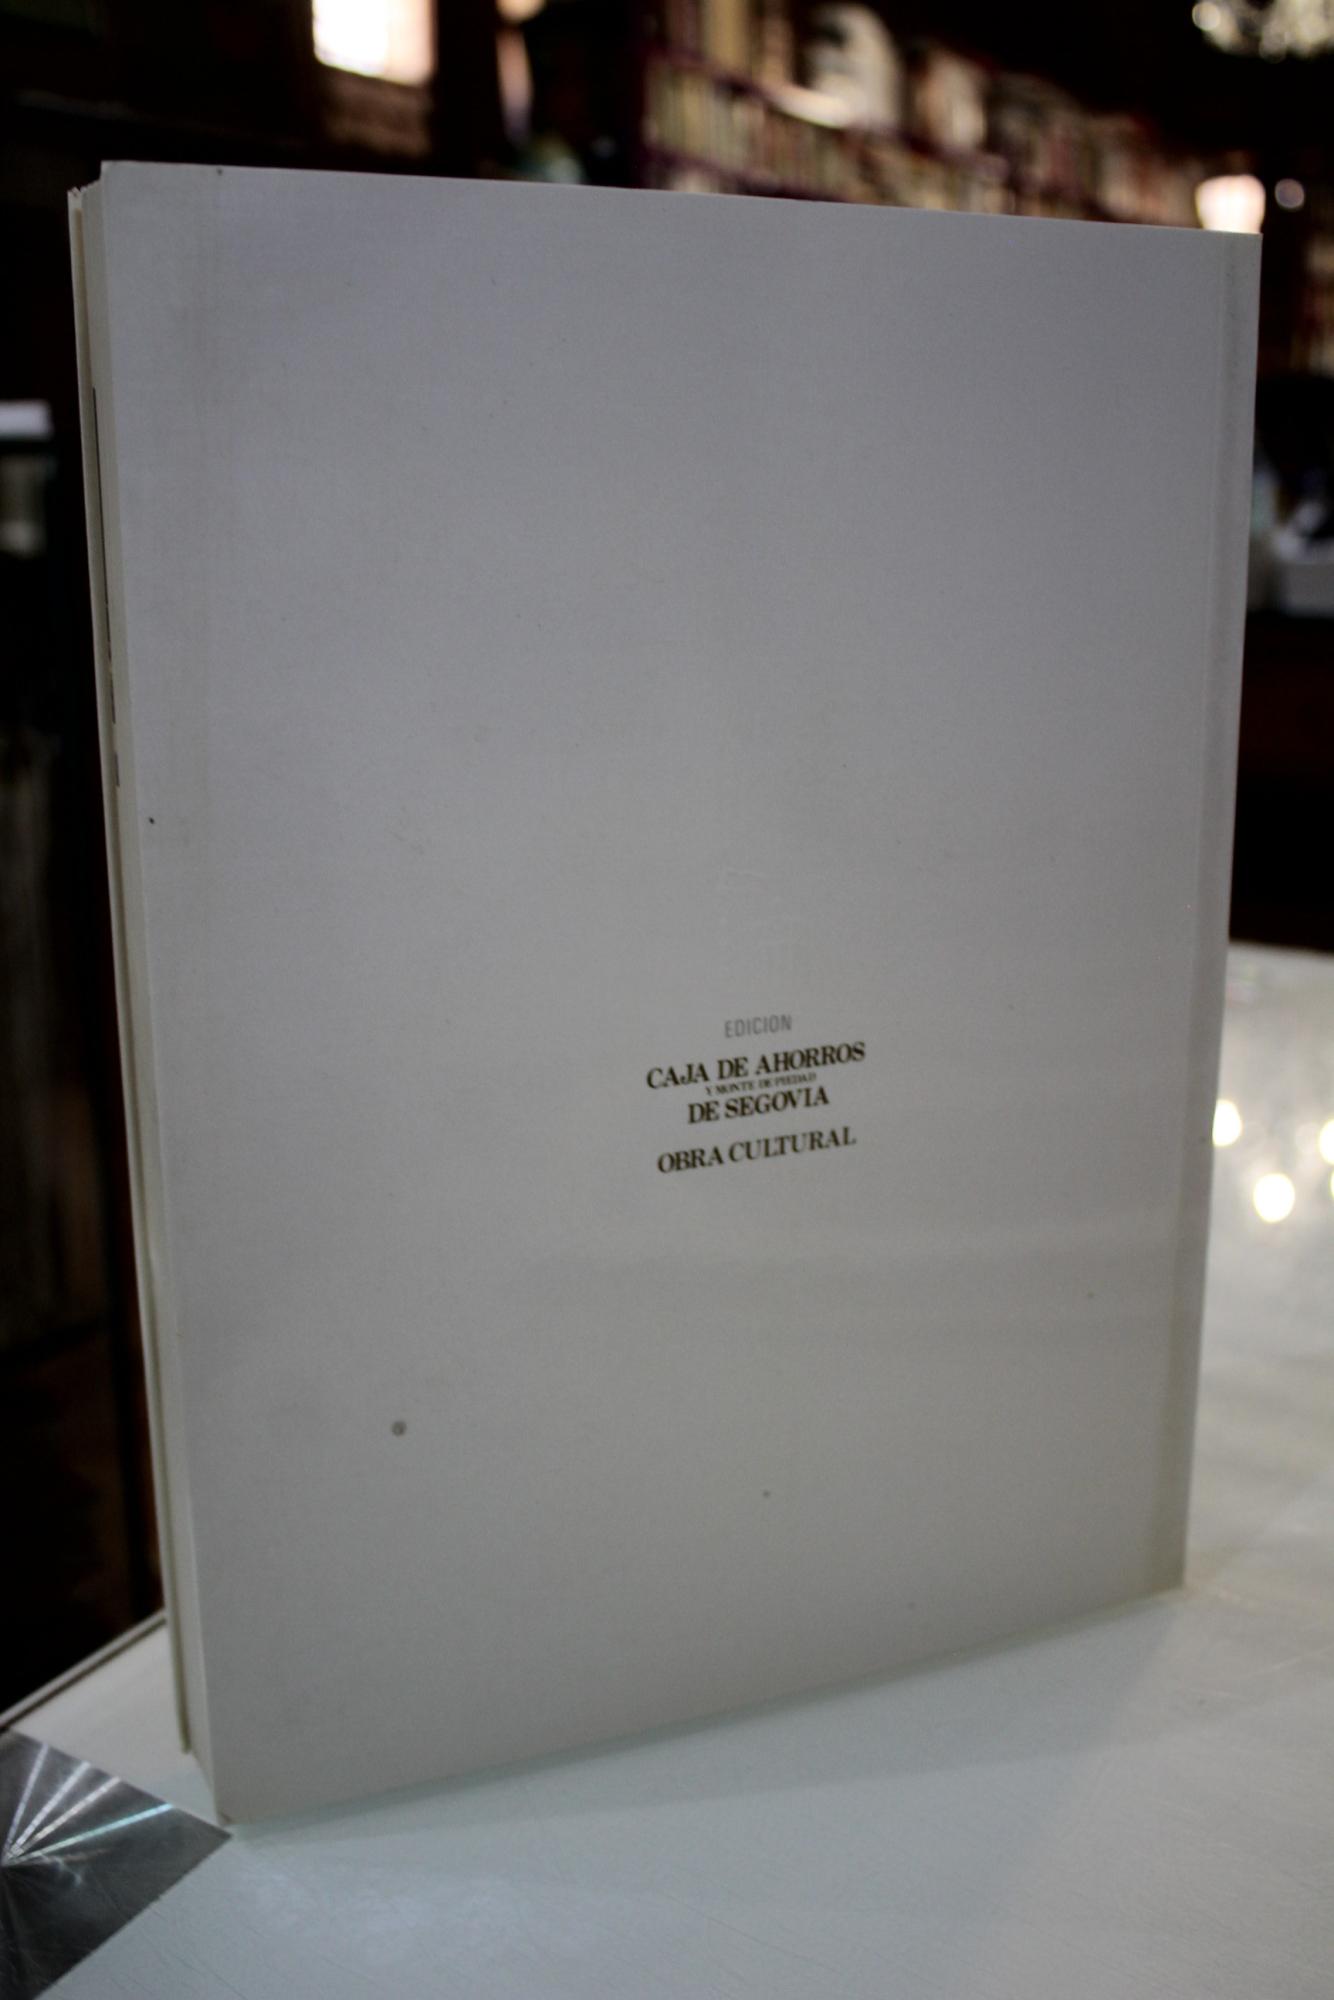 EDICION
CAJA DE AHORROS
Y MONTE DE PIEDAD
DE SEGOVIA
OBRA CULTURAL